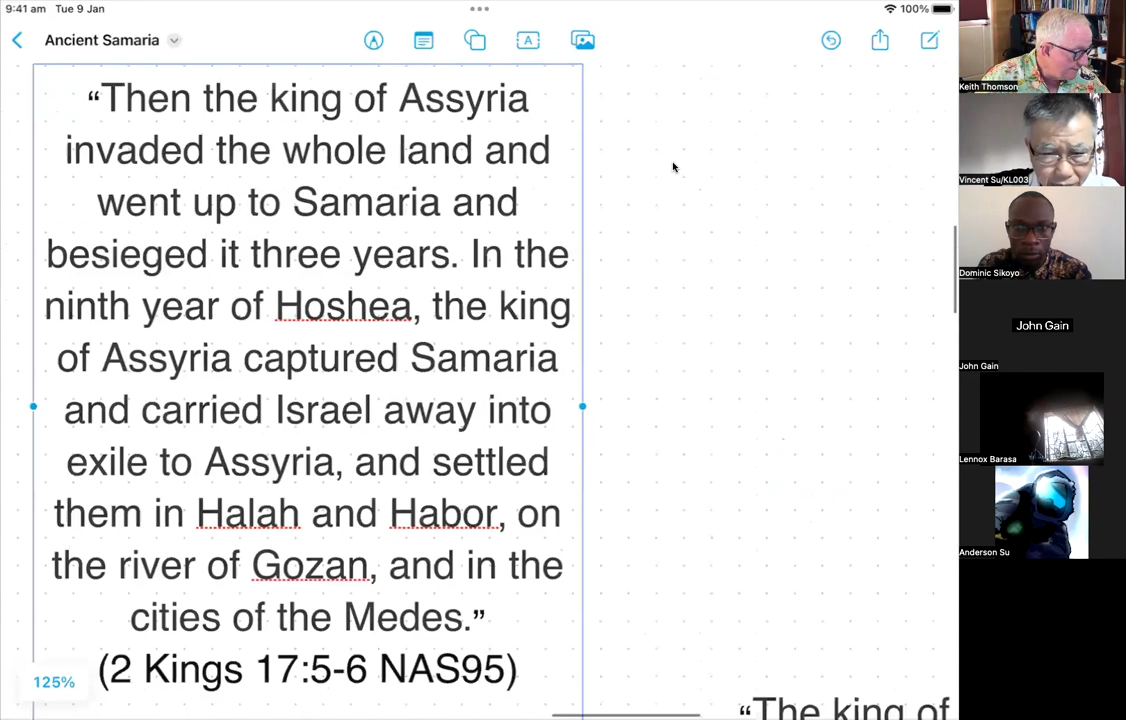 9:41 am Tue 9 Jan
100%
Ancient Samaria
“Then the king of Assyria
invaded the whole land and
went up to Samaria and
besieged it three years. In the
ninth year of Hoshea, the king
of Assyria captured Samaria
and carried Israel away into
exile to Assyria, and settled
them in Halah and Habor, on
the river of Gozan, and in the
cities of the Medes.”
(2 Kings 17:5-6 NAS95)
125%
“The king of
Keith Thomson
Vincent Su/KL003
Dominic Sikoyo
John Gain
John Gain
Lennox Barasa
Anderson Su